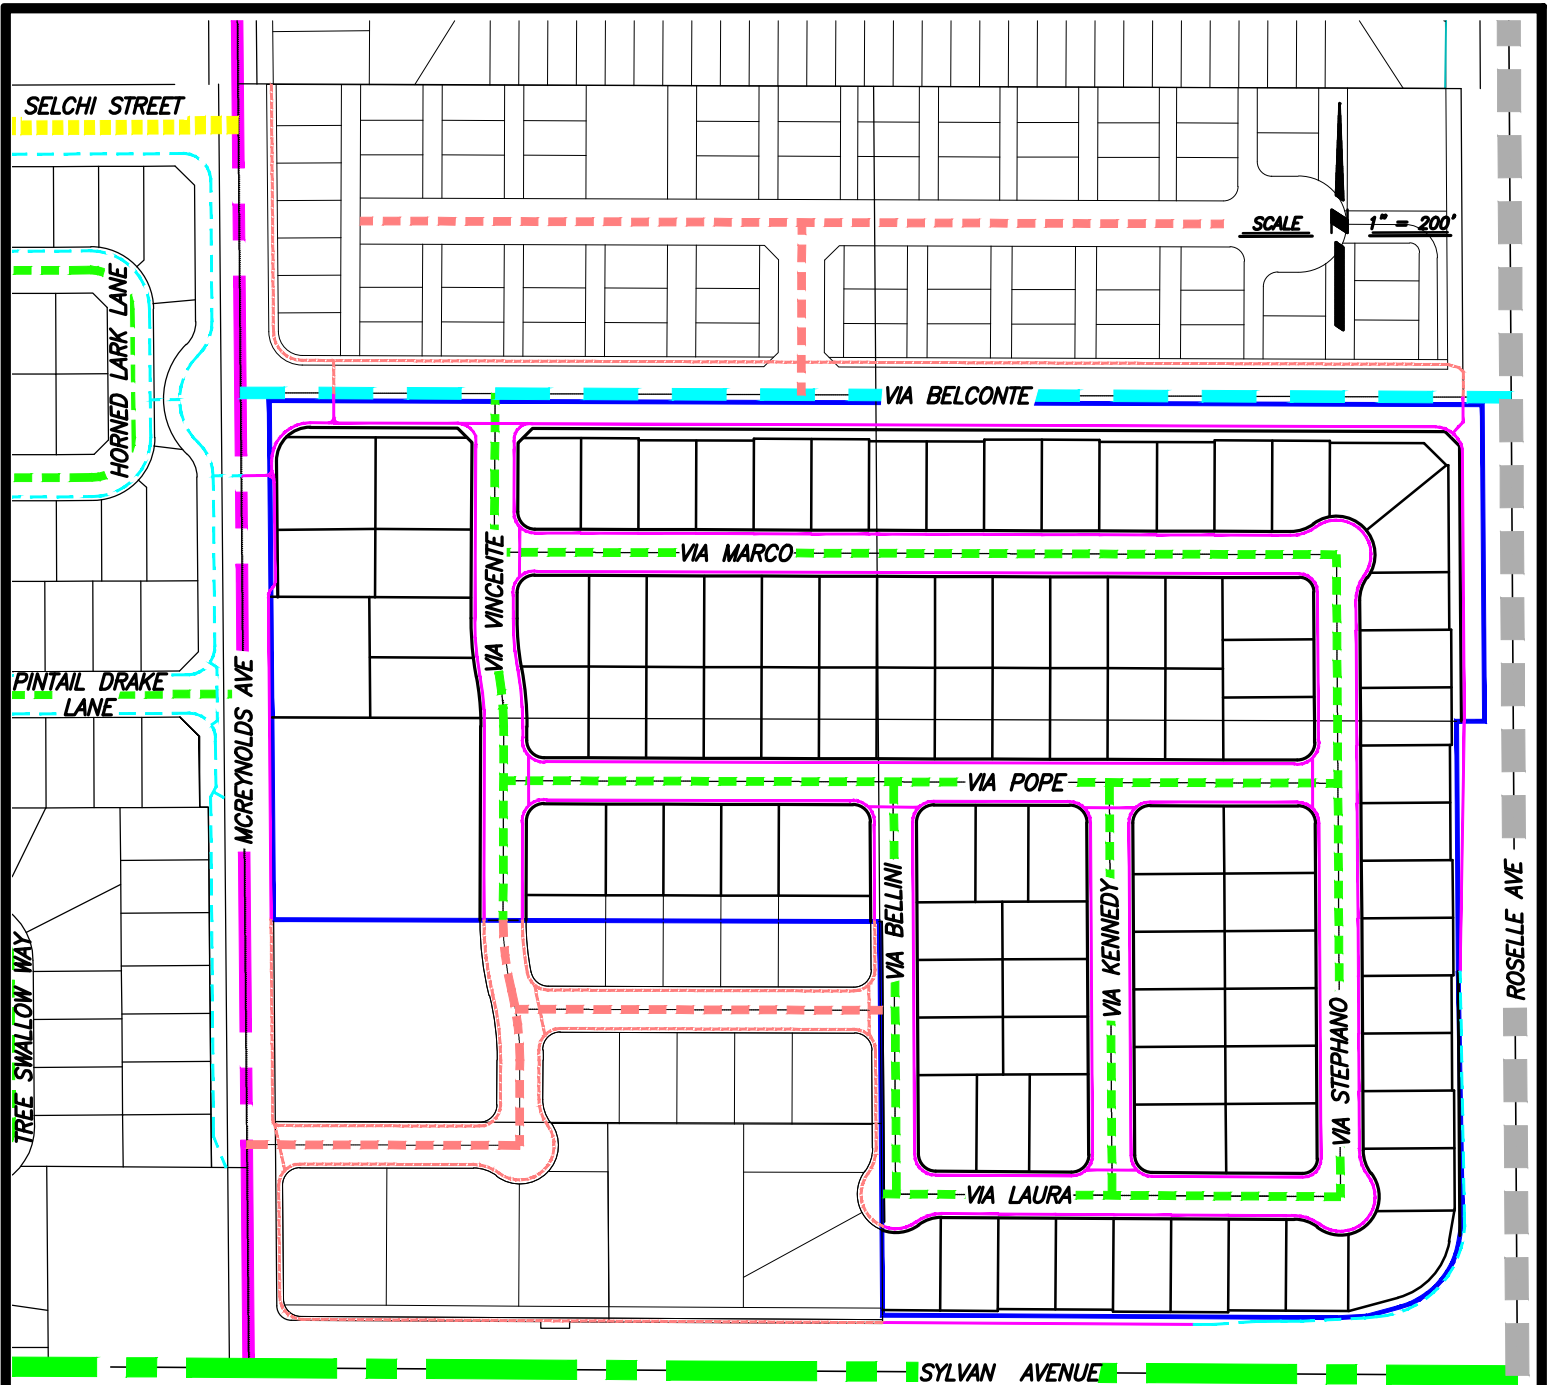 SELCHI STREET
SCALE 1" = 200'
HORNED LARK LANE
VIA BELCONTE
VIA VINCENTE
VIA MARCO
PINTAIL DRAKE
LANE
MCREYNOLDS AVE
VIA POPE
VIA BELLINI
VIA KENNEDY
ROSELLE AVE
TREE SWALLOW WAY
VIA STEPHANO
VIA LAURA
SYLVAN AVENUE